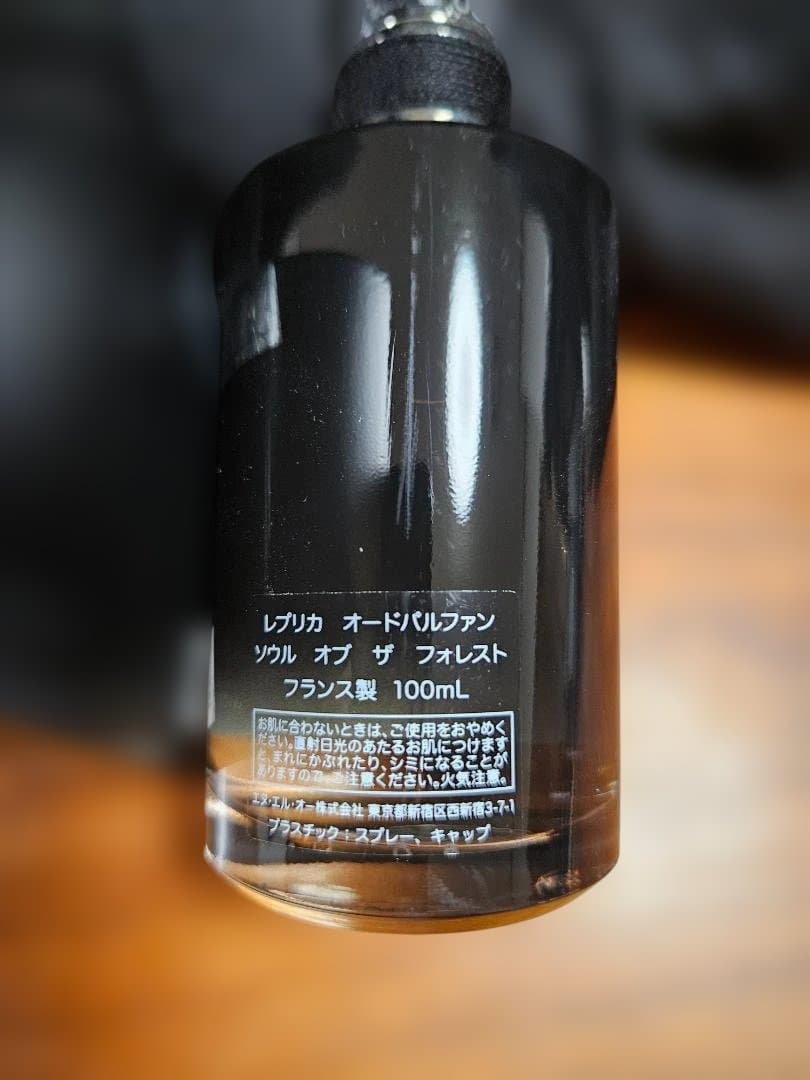 レプリカ オードパルファン
ソウル オブ ザ フォレスト
フランス製 100mL
お肌に合わないときは、ご使用をおやめく
ださい。直射日光のあたるお肌につけます
と、まれにかぶれたり、シミになることが
ありますので、ご注意ください。火気注意。
エヌ・エル・オー株式会社 東京都新宿区西新宿3-7-1
プラスチック：スプレー、キャップ